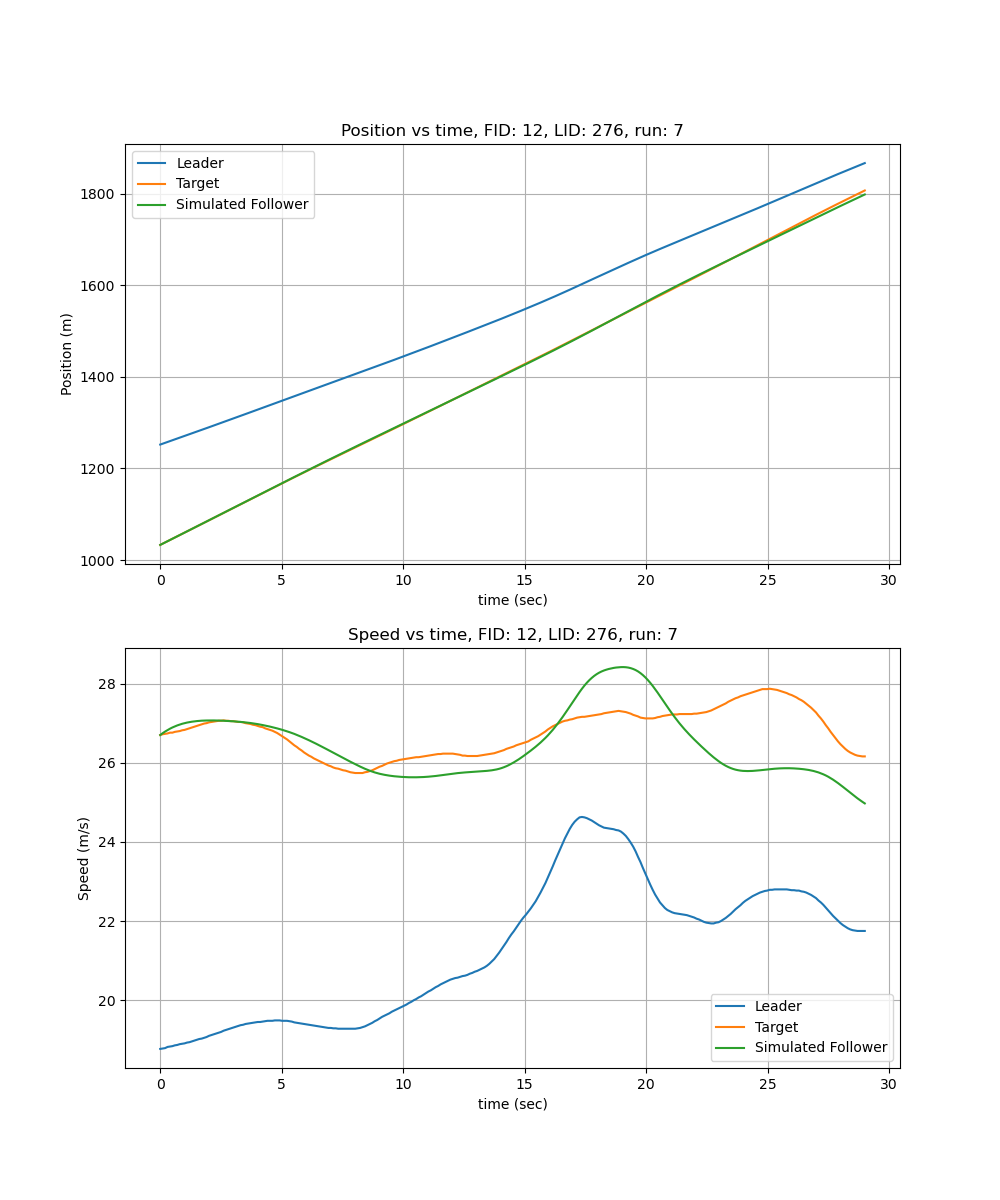 Position vs time, FID: 12, LID: 276, run: 7
Leader
Target
Simulated Follower
1800
1600
1400
1200
1000
Position (m)
0 5 10 15 20 25 30
time (sec)
Speed vs time, FID: 12, LID: 276, run: 7
28
26
24
22
20
Speed (m/s)
Leader
Target
Simulated Follower
0 5 10 15 20 25 30
time (sec)